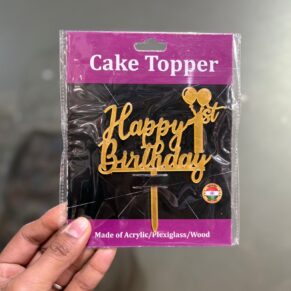 Cake Topper
Happy 1st
Birthday
Made of Acrylic/Plexiglass/Wood